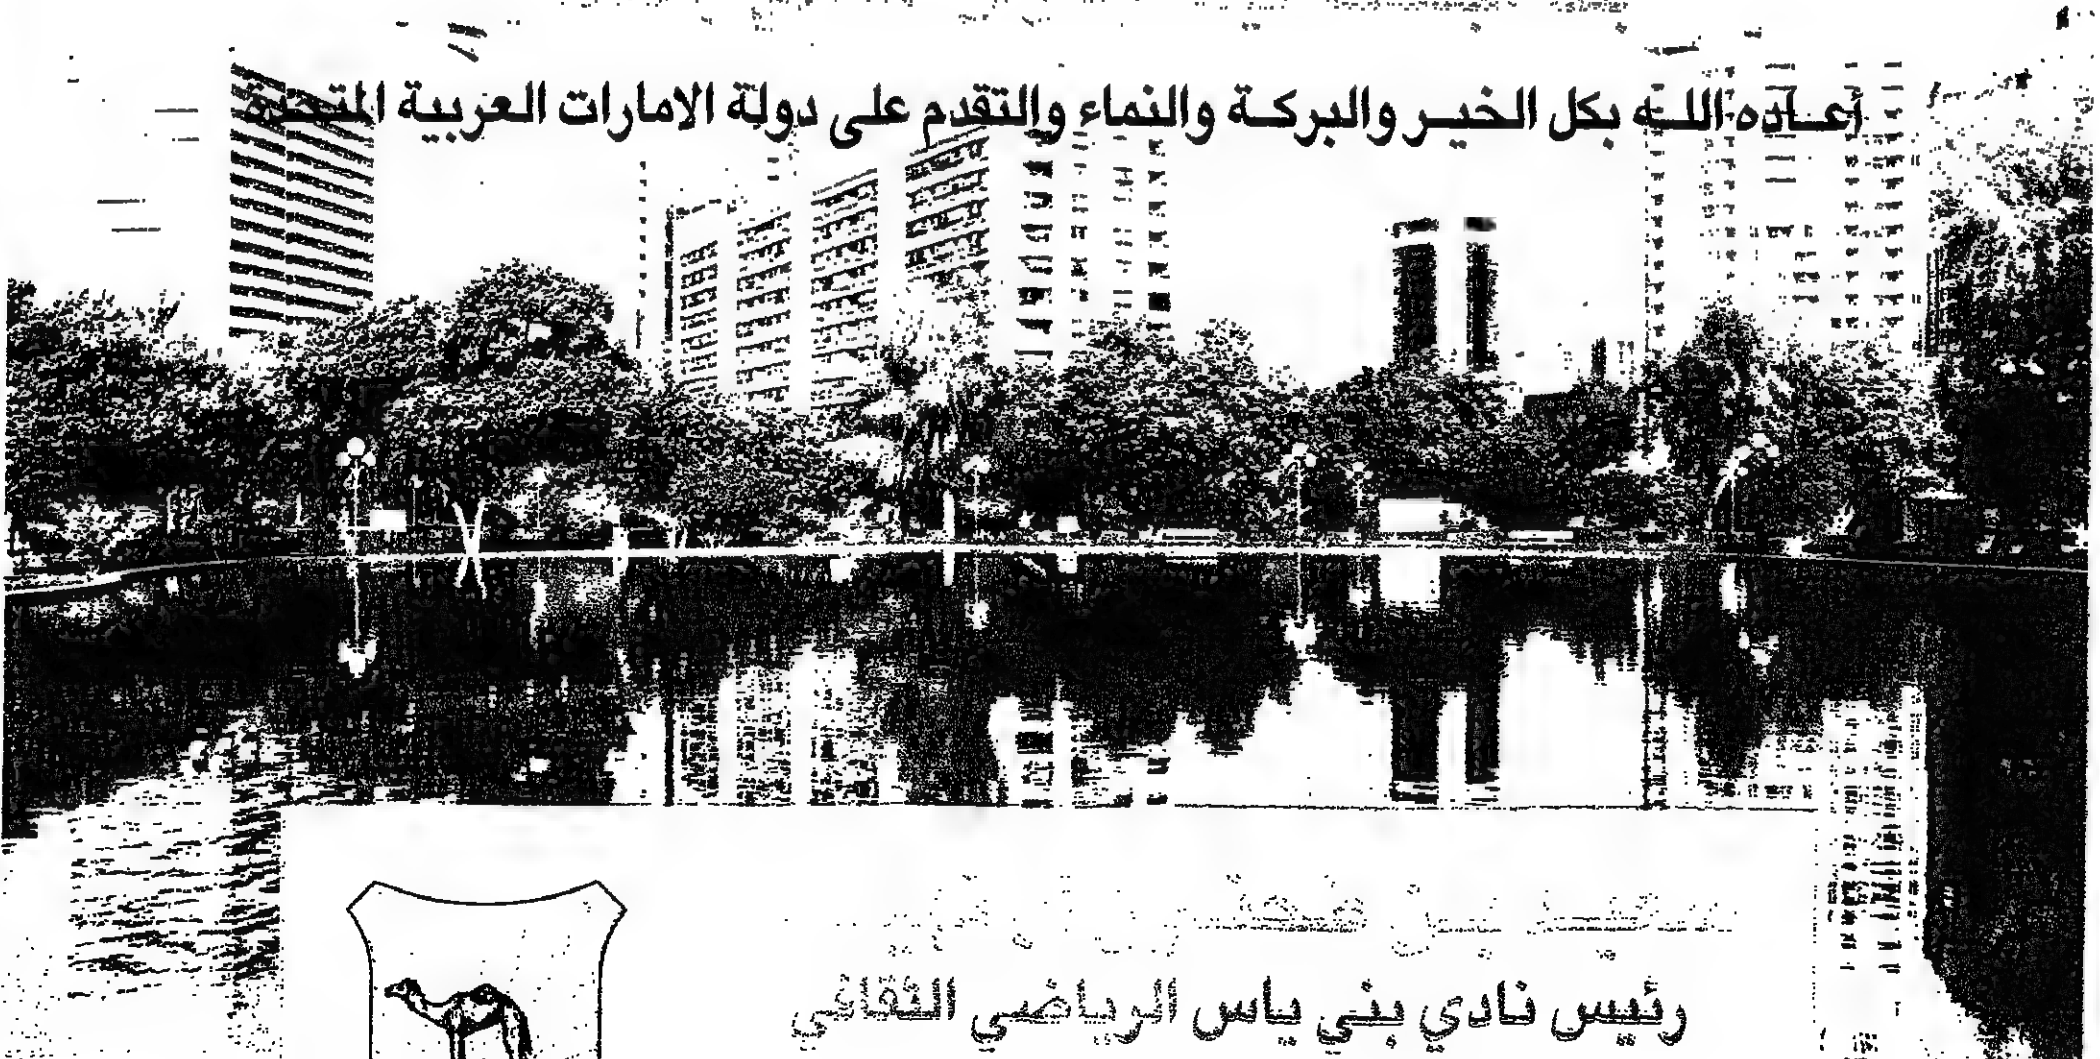 أعاده الله بكل الخير والبركة والنماء والتقدم على دولة الامارات العربية المتحدة
رئيس نادي بني ياس الرياضي الثقافي